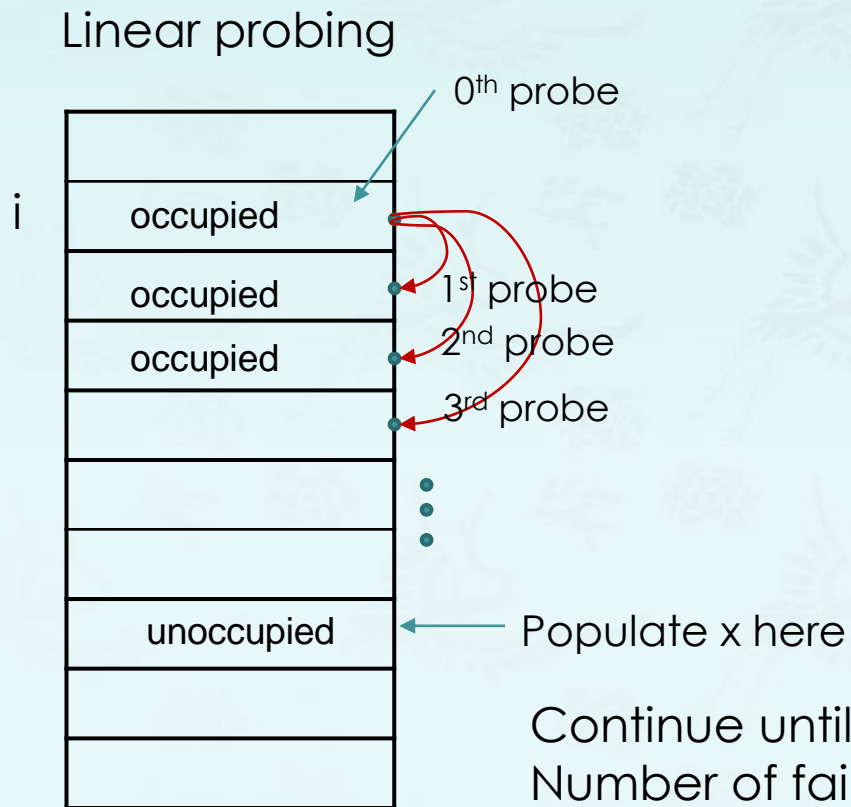 Linear probing
0th probe
i
occupied
occupied
1st probe
occupied
2nd probe
3rd probe
unoccupied
Populate x here
Continue until
Number of fai